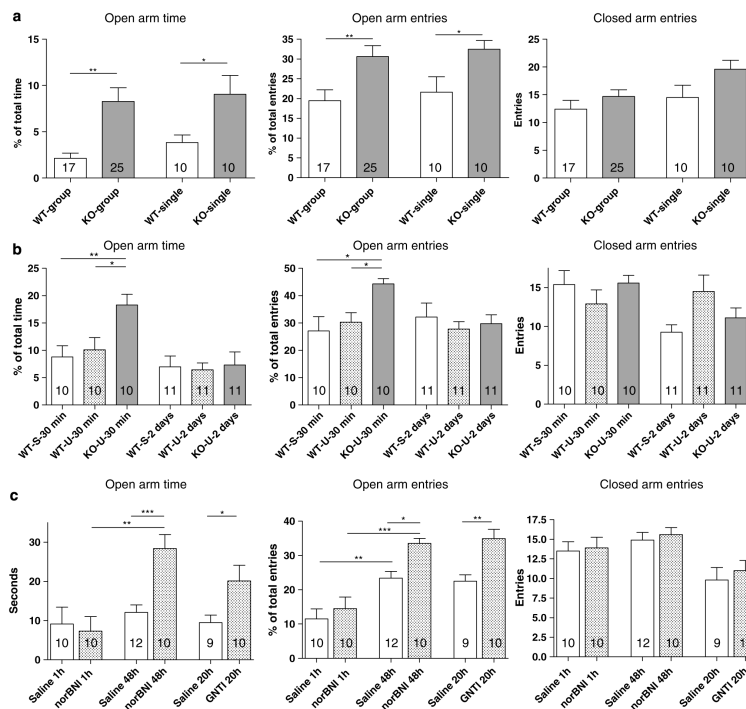 a
Open arm time
Open arm entries
Closed arm entries
% of total time
15
10
5
0
**
*
17
25
10
10
WT-group
KO-group
WT-single
KO-single
% of total entries
35
30
25
20
15
10
5
0
**
*
17
25
10
10
WT-group
KO-group
WT-single
KO-single
Entries
25
20
15
10
5
0
17
25
10
10
WT-group
KO-group
WT-single
KO-single
b
Open arm time
Open arm entries
Closed arm entries
% of total time
25
20
15
10
5
0
**
*
10
10
10
11
11
11
WT-S-30 min
WT-U-30 min
KO-U-30 min
WT-S-2 days
WT-U-2 days
KO-U-2 days
% of total entries
50
40
30
20
10
0
*
*
10
10
10
11
11
11
WT-S-30 min
WT-U-30 min
KO-U-30 min
WT-S-2 days
WT-U-2 days
KO-U-2 days
Entries
15
10
5
10
10
10
11
11
11
WT-S-30 min
WT-U-30 min
KO-U-30 min
WT-S-2 days
WT-U-2 days
KO-U-2 days
c
Open arm time
Open arm entries
Closed arm entries
Seconds
30
20
10
0
***
**
*
10
10
12
10
9
10
Saline 1h
norBNI 1h
Saline 48h
norBNI 48h
Saline 20h
GNTI 20h
% of total entries
40
30
20
10
0
*
***
**
**
10
10
12
10
9
10
Saline 1h
norBNI 1h
Saline 48h
norBNI 48h
Saline 20h
GNTI 20h
Entries
17.5
15.0
12.5
10.0
7.5
5.0
2.5
0.0
10
10
12
10
9
Saline 1h
norBNI 1h
Saline 48h
norBNI 48h
Saline 20h
GNTI 20h